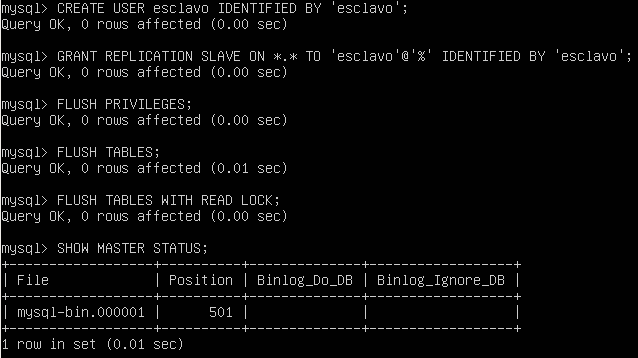 mysql> CREATE USER esclavo IDENTIFIED BY 'esclavo';
Query OK, 0 rows affected (0.00 sec)
mysql> GRANT REPLICATION SLAVE ON *.* TO 'esclavo'@'%' IDENTIFIED BY 'esclavo';
Query OK, 0 rows affected (0.00 sec)
mysql> FLUSH PRIVILEGES;
Query OK, 0 rows affected (0.00 sec)
mysql> FLUSH TABLES;
Query OK, 0 rows affected (0.01 sec)
mysql> FLUSH TABLES WITH READ LOCK;
Query OK, 0 rows affected (0.00 sec)
mysql> SHOW MASTER STATUS;
+------------------+----------+--------------+------------------+
| File             | Position | Binlog_Do_DB | Binlog_Ignore_DB |
+------------------+----------+--------------+------------------+
| mysql-bin.000001 |      501 |              |                  |
+------------------+----------+--------------+------------------+
1 row in set (0.01 sec)